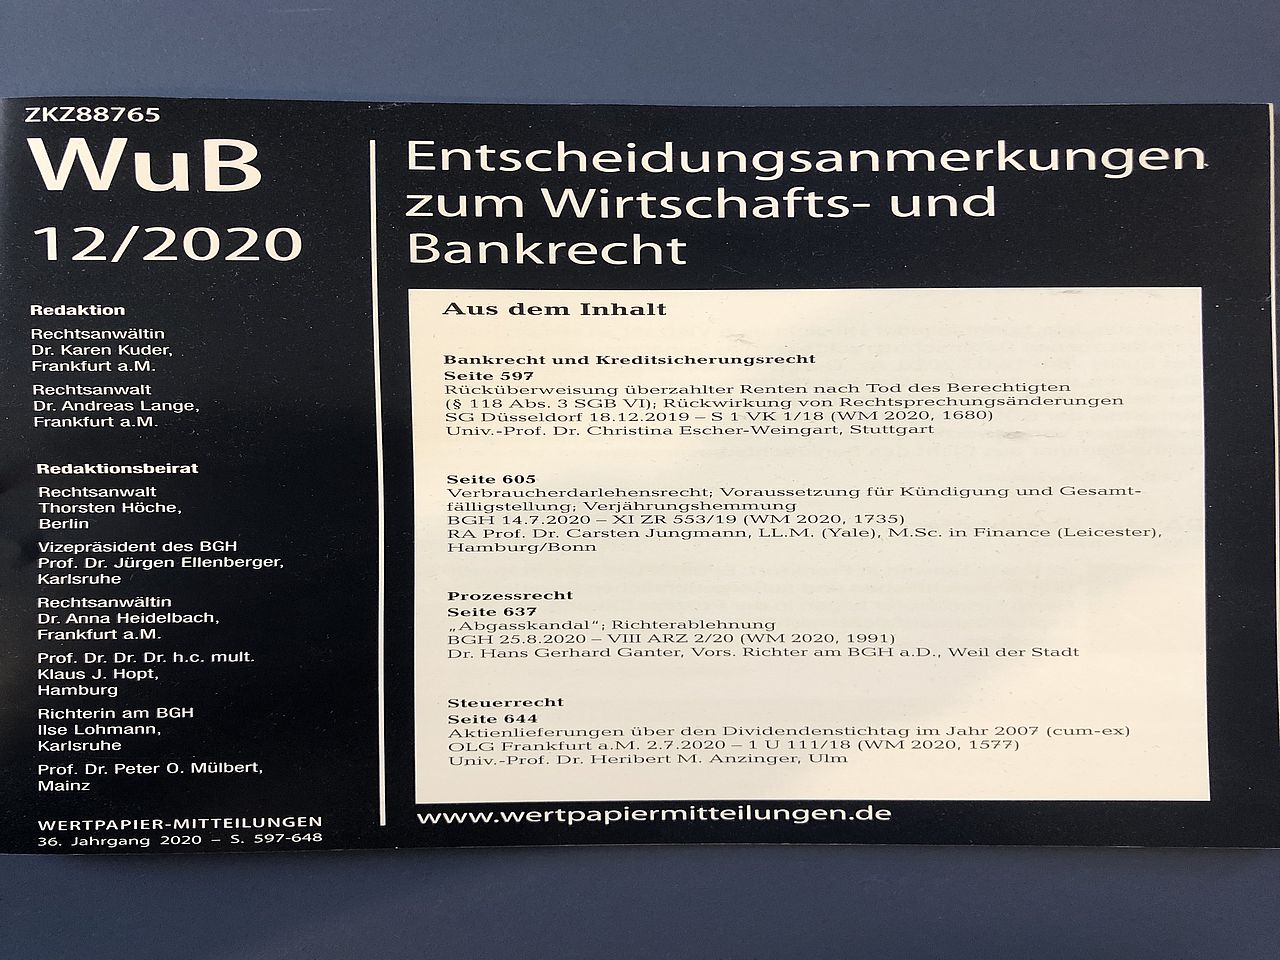 ZKZ88765
WuB
12/2020
Redaktion
Rechtsanwältin
Dr. Karen Kuder,
Frankfurt a.M.
Rechtsanwalt
Dr. Andreas Lange,
Frankfurt a.M.
Redaktionsbeirat
Rechtsanwalt
Thorsten Höche,
Berlin
Vizepräsident des BGH
Prof. Dr. Jürgen Ellenberger,
Karlsruhe
Rechtsanwältin
Dr. Anna Heidelbach,
Frankfurt a.M.
Prof. Dr. Dr. Dr. h.c. mult.
Klaus J. Hopt,
Hamburg
Richterin am BGH
Ilse Lohmann,
Karlsruhe
Prof. Dr. Peter O. Mülbert,
Mainz
WERTPAPIER-MITTEILUNGEN
36. Jahrgang 2020 – S. 597-648
Entscheidungsanmerkungen
zum Wirtschafts- und
Bankrecht
Aus dem Inhalt
Bankrecht und Kreditsicherungsrecht
Seite 597
Rücküberweisung überzahlter Renten nach Tod des Berechtigten
(§ 118 Abs. 3 SGB VI); Rückwirkung von Rechtsprechungsänderungen
SG Düsseldorf 18.12.2019 – S 1 VK 1/18 (WM 2020, 1680)
Univ.-Prof. Dr. Christina Escher-Weingart, Stuttgart
Seite 605
Verbraucherdarlehensrecht; Voraussetzung für Kündigung und Gesamt-
fälligstellung; Verjährungshemmung
BGH 14.7.2020 – XI ZR 553/19 (WM 2020, 1735)
RA Prof. Dr. Carsten Jungmann, LL.M. (Yale), M.Sc. in Finance (Leicester),
Hamburg/Bonn
Prozessrecht
Seite 637
„Abgasskandal“; Richterablehnung
BGH 25.8.2020 – VIII ARZ 2/20 (WM 2020, 1991)
Dr. Hans Gerhard Ganter, Vors. Richter am BGH a.D., Weil der Stadt
Steuerrecht
Seite 644
Aktienlieferungen über den Dividendenstichtag im Jahr 2007 (cum-ex)
OLG Frankfurt a.M. 2.7.2020 – 1 U 111/18 (WM 2020, 1577)
Univ.-Prof. Dr. Heribert M. Anzinger, Ulm
www.wertpapiermitteilungen.de